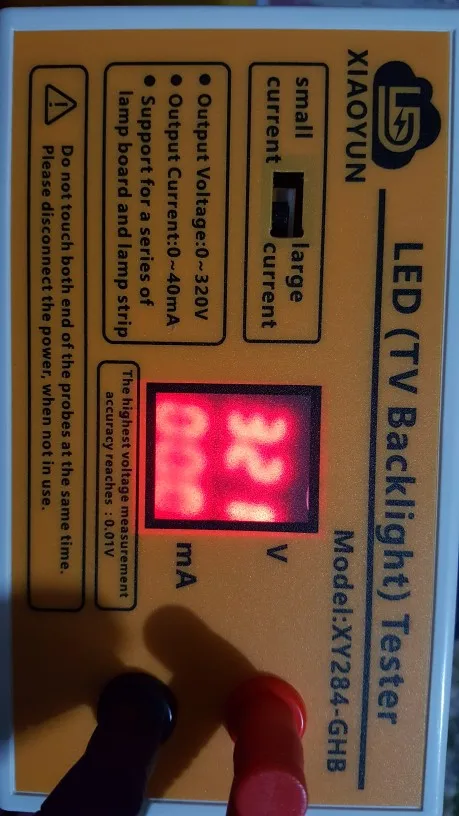 XIAOYUN
LED (TV Backlight) Tester
Model:XY284-GHB
small
current
large
current
● Output Voltage:0~320V
● Output Current:0~40mA
● Support for a series of
lamp board and lamp strip
321
V
000
mA
The highest voltage measurement
accuracy reaches : 0.01V
Do not touch both end of the probes at the same time.
Please disconnect the power, when not in use.